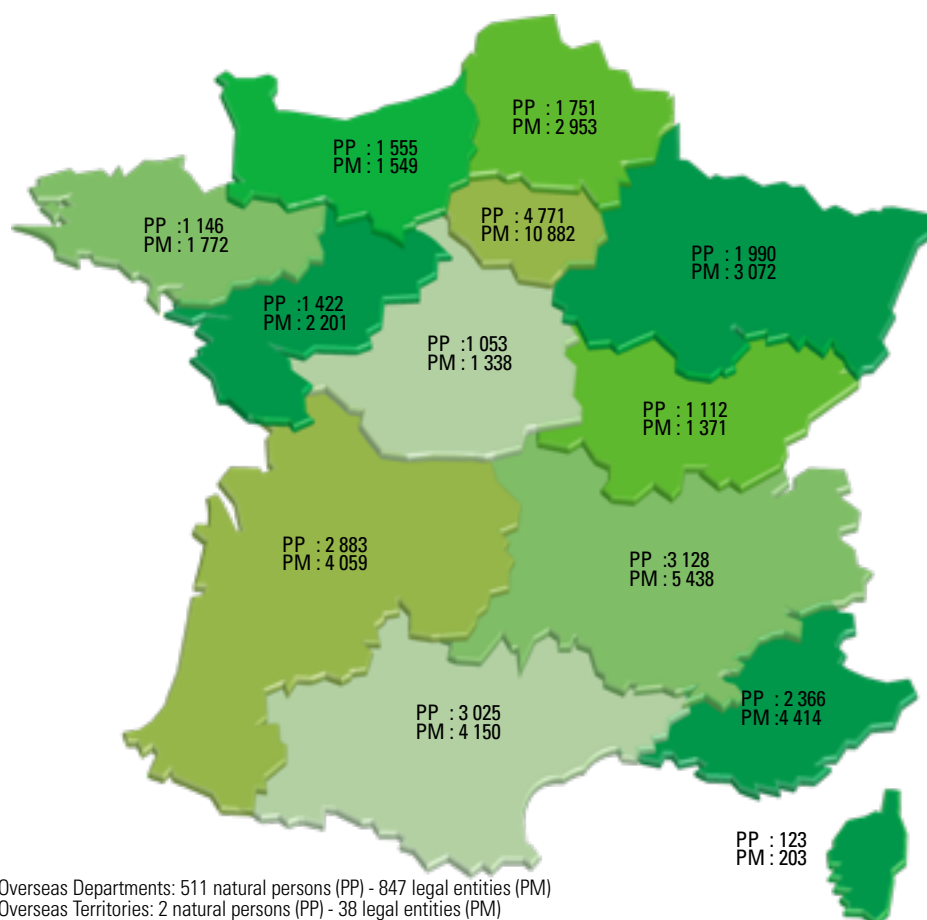 PP : 1 751
PM : 2 953
PP : 1 555
PM : 1 549
PP : 4 771
PM : 10 882
PP :1 146
PM : 1 772
PP : 1 990
PM : 3 072
PP :1 422
PM : 2 201
PP :1 053
PM : 1 338
PP : 1 112
PM : 1 371
PP : 2 883
PM : 4 059
PP :3 128
PM : 5 438
PP : 2 366
PM :4 414
PP : 3 025
PM : 4 150
PP : 123
PM : 203
Overseas Departments: 511 natural persons (PP) - 847 legal entities (PM)
Overseas Territories: 2 natural persons (PP) - 38 legal entities (PM)